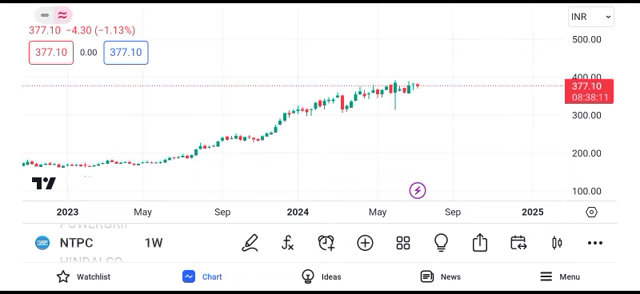 INR
377.10 −4.30 (−1.13%)
377.10 0.00 377.10
500.00
400.00
377.10
08:38:11
300.00
200.00
100.00
2023 May Sep 2024 May Sep 2025
POWERGRID
NTPC 1W
HINDALCO
Watchlist Chart Ideas News Menu